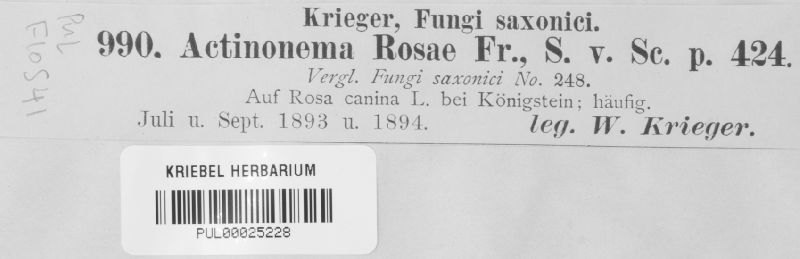 Krieger, Fungi saxonici.
990. Actinonema Rosae Fr., S. v. Sc. p. 424.
Vergl. Fungi saxonici No. 248.
Auf Rosa canina L. bei Königstein; häufig.
Juli u. Sept. 1893 u. 1894. leg. W. Krieger.
PUL
F10541
KRIEBEL HERBARIUM
PUL00025228